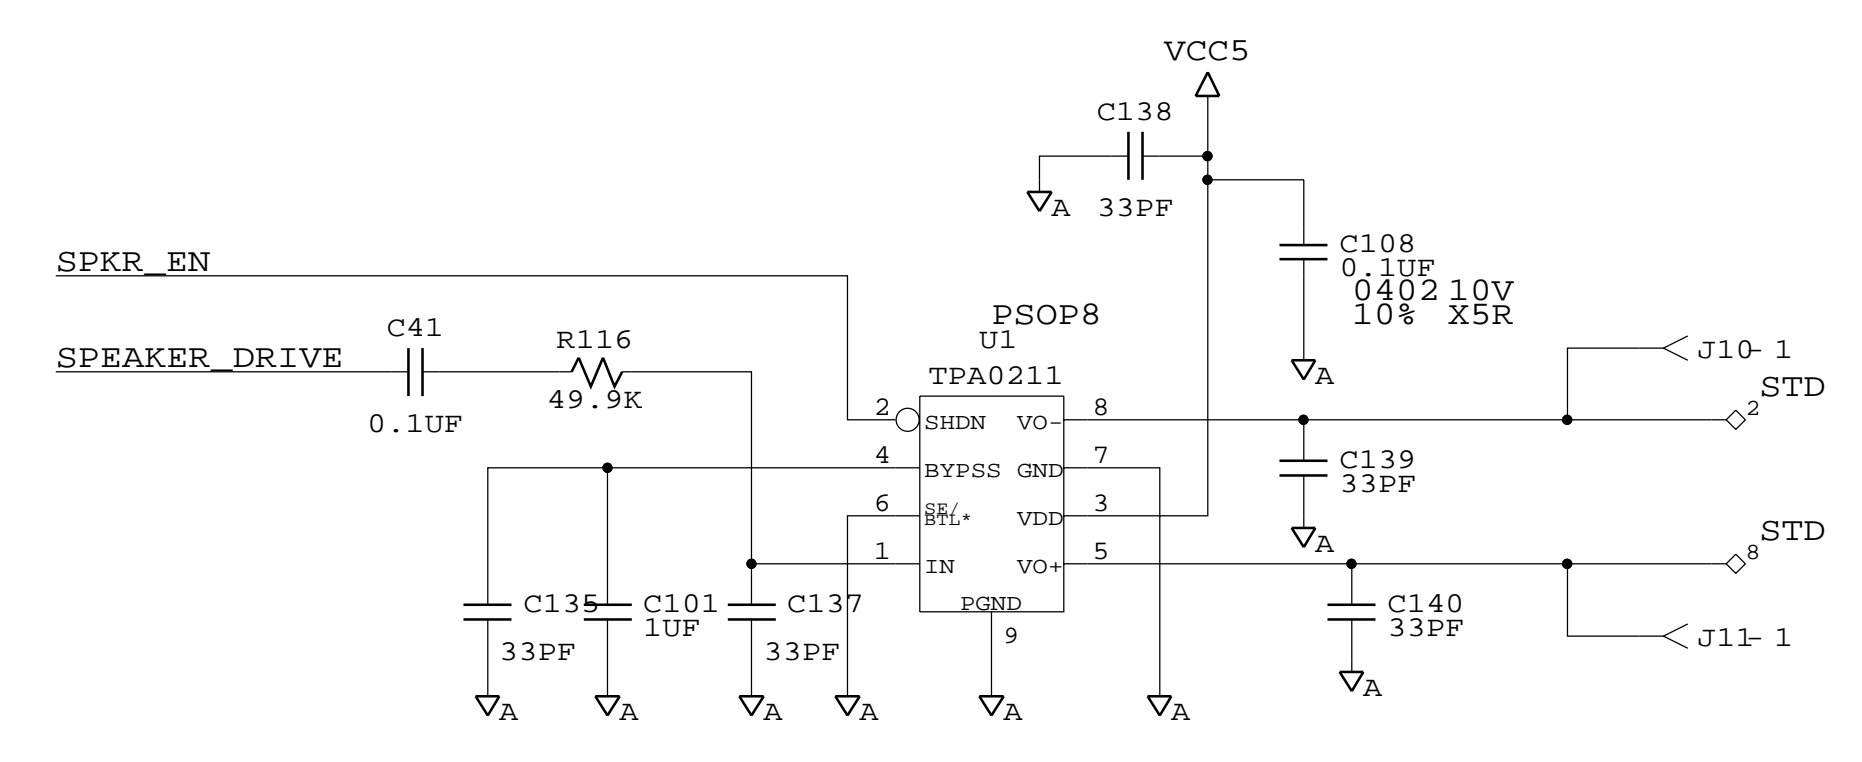 VCC5
C138
33PF
A
C108
0.1UF
0402 10V
10% X5R
A
SPKR_EN
SPEAKER_DRIVE
C41
0.1UF
R116
49.9K
PSOP8
U1
TPA0211
2 SHDN VO- 8
4 BYPSS GND 7
6 SE/
BTL* VDD 3
1 IN VO+ 5
PGND
9
J10-1
STD
2
C139
33PF
A
STD
8
C140
33PF
A
J11-1
C135
33PF
C101
1UF
C137
33PF
A A A A A A